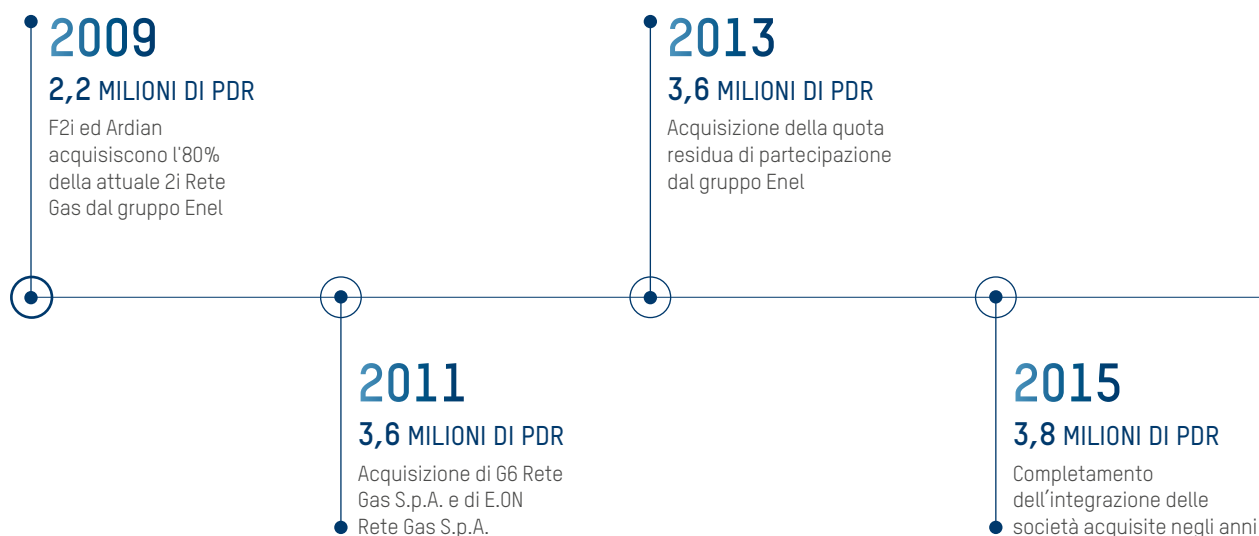 2009
2,2 MILIONI DI PDR
F2i ed Ardian
acquisiscono l'80%
della attuale 2i Rete
Gas dal gruppo Enel
2011
3,6 MILIONI DI PDR
Acquisizione di G6 Rete
Gas S.p.A. e di E.ON
Rete Gas S.p.A.
2013
3,6 MILIONI DI PDR
Acquisizione della quota
residua di partecipazione
dal gruppo Enel
2015
3,8 MILIONI DI PDR
Completamento
dell’integrazione delle
società acquisite negli anni